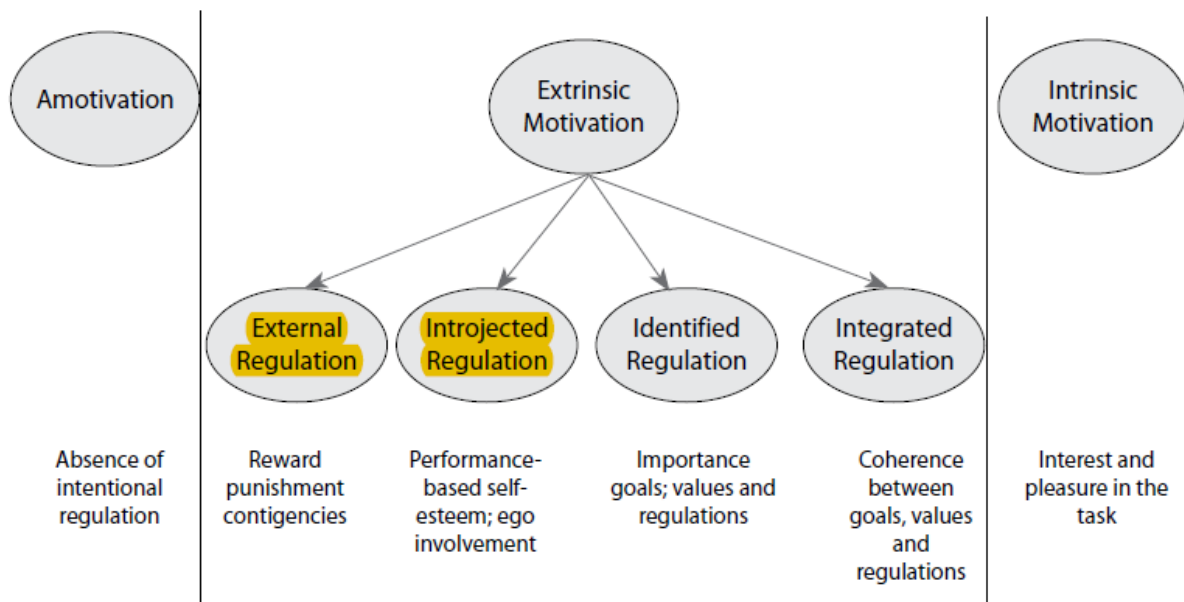 Amotivation
Extrinsic
Motivation
Intrinsic
Motivation
External
Regulation
Introjected
Regulation
Identified
Regulation
Integrated
Regulation
Absence of
intentional
regulation
Reward
punishment
contigencies
Performance-
based self-
esteem; ego
involvement
Importance
goals; values and
regulations
Coherence
between
goals, values
and
regulations
Interest and
pleasure in the
task